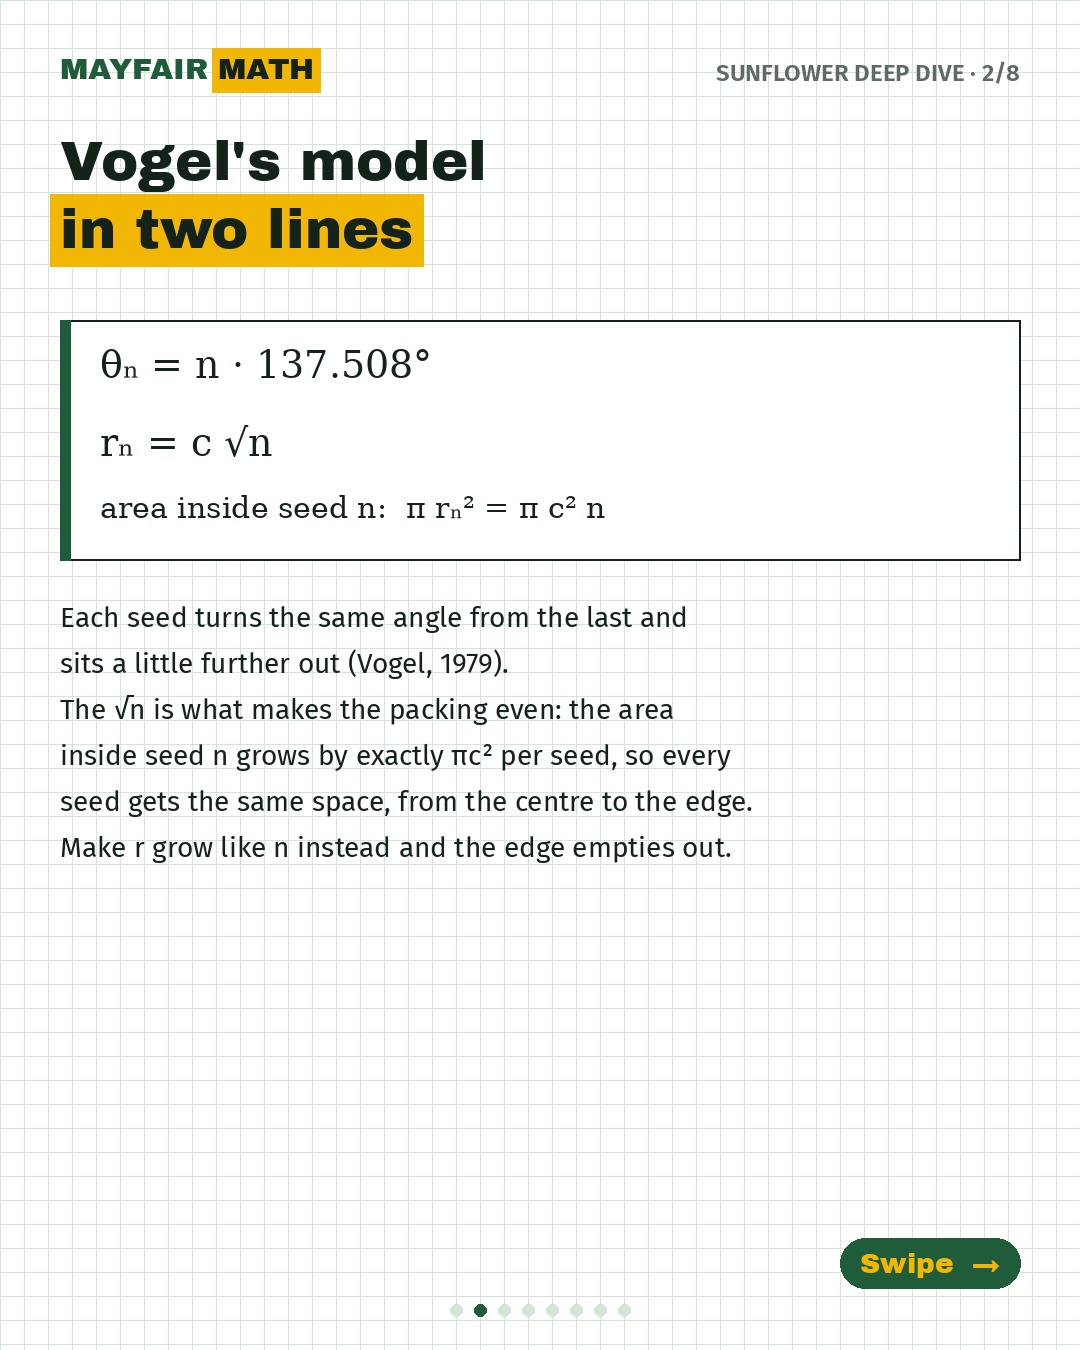 MAYFAIR MATH
SUNFLOWER DEEP DIVE · 2/8
Vogel's model
in two lines
θₙ = n · 137.508°
rₙ = c √n
area inside seed n: π rₙ² = π c² n
Each seed turns the same angle from the last and
sits a little further out (Vogel, 1979).
The √n is what makes the packing even: the area
inside seed n grows by exactly πc² per seed, so every
seed gets the same space, from the centre to the edge.
Make r grow like n instead and the edge empties out.
Swipe →